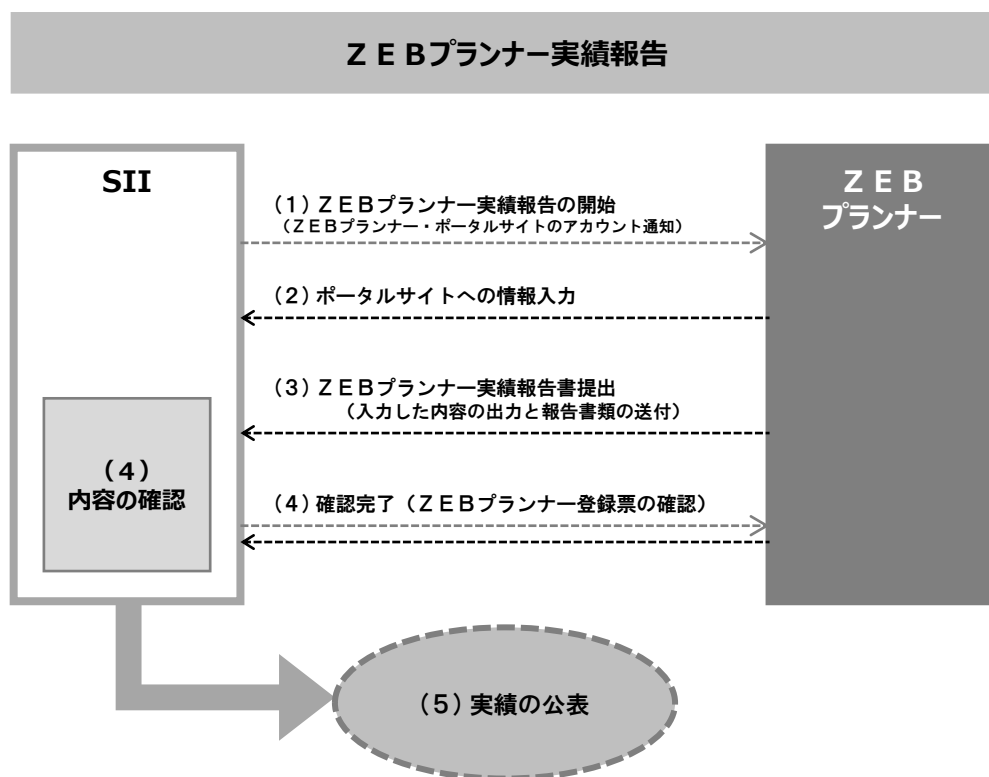 ＺＥＢプランナー実績報告
SII
ＺＥＢ
プランナー
（１）ＺＥＢプランナー実績報告の開始
（ＺＥＢプランナー・ポータルサイトのアカウント通知）
（２）ポータルサイトへの情報入力
（３）ＺＥＢプランナー実績報告書提出
（入力した内容の出力と報告書類の送付）
（４）
内容の確認
（４）確認完了（ＺＥＢプランナー登録票の確認）
（５）実績の公表